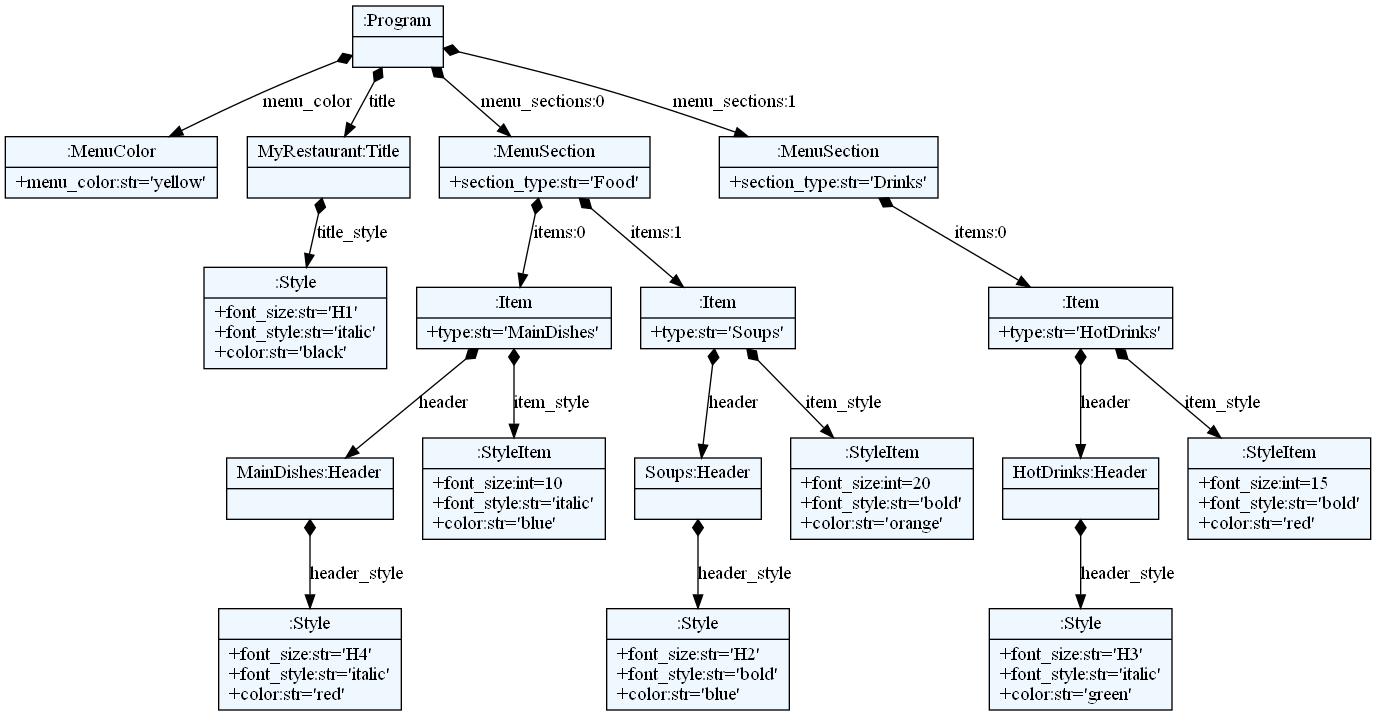 :Program
menu_color
title
menu_sections:0
menu_sections:1
:MenuColor
+menu_color:str='yellow'
MyRestaurant:Title
:MenuSection
+section_type:str='Food'
:MenuSection
+section_type:str='Drinks'
title_style
items:0
items:1
items:0
:Style
+font_size:str='H1'
+font_style:str='italic'
+color:str='black'
:Item
+type:str='MainDishes'
:Item
+type:str='Soups'
:Item
+type:str='HotDrinks'
header
item_style
header
item_style
header
item_style
MainDishes:Header
:StyleItem
+font_size:int=10
+font_style:str='italic'
+color:str='blue'
Soups:Header
:StyleItem
+font_size:int=20
+font_style:str='bold'
+color:str='orange'
HotDrinks:Header
:StyleItem
+font_size:int=15
+font_style:str='bold'
+color:str='red'
header_style
header_style
header_style
:Style
+font_size:str='H4'
+font_style:str='italic'
+color:str='red'
:Style
+font_size:str='H2'
+font_style:str='bold'
+color:str='blue'
:Style
+font_size:str='H3'
+font_style:str='italic'
+color:str='green'